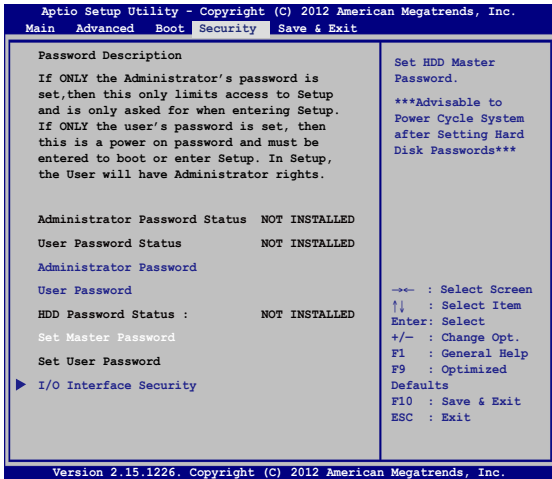 Aptio Setup Utility - Copyright (C) 2012 American Megatrends, Inc.
Main Advanced Boot Security Save & Exit
Password Description
If ONLY the Administrator's password is
set,then this only limits access to Setup
and is only asked for when entering Setup.
If ONLY the user's password is set, then
this is a power on password and must be
entered to boot or enter Setup. In Setup,
the User will have Administrator rights.
Administrator Password Status NOT INSTALLED
User Password Status NOT INSTALLED
Administrator Password
User Password
HDD Password Status : NOT INSTALLED
Set Master Password
Set User Password
I/O Interface Security
Set HDD Master
Password.
***Advisable to
Power Cycle System
after Setting Hard
Disk Passwords***
→← : Select Screen
↑↓ : Select Item
Enter: Select
+/— : Change Opt.
F1 : General Help
F9 : Optimized
Defaults
F10 : Save & Exit
ESC : Exit
Version 2.15.1226. Copyright (C) 2012 American Megatrends, Inc.